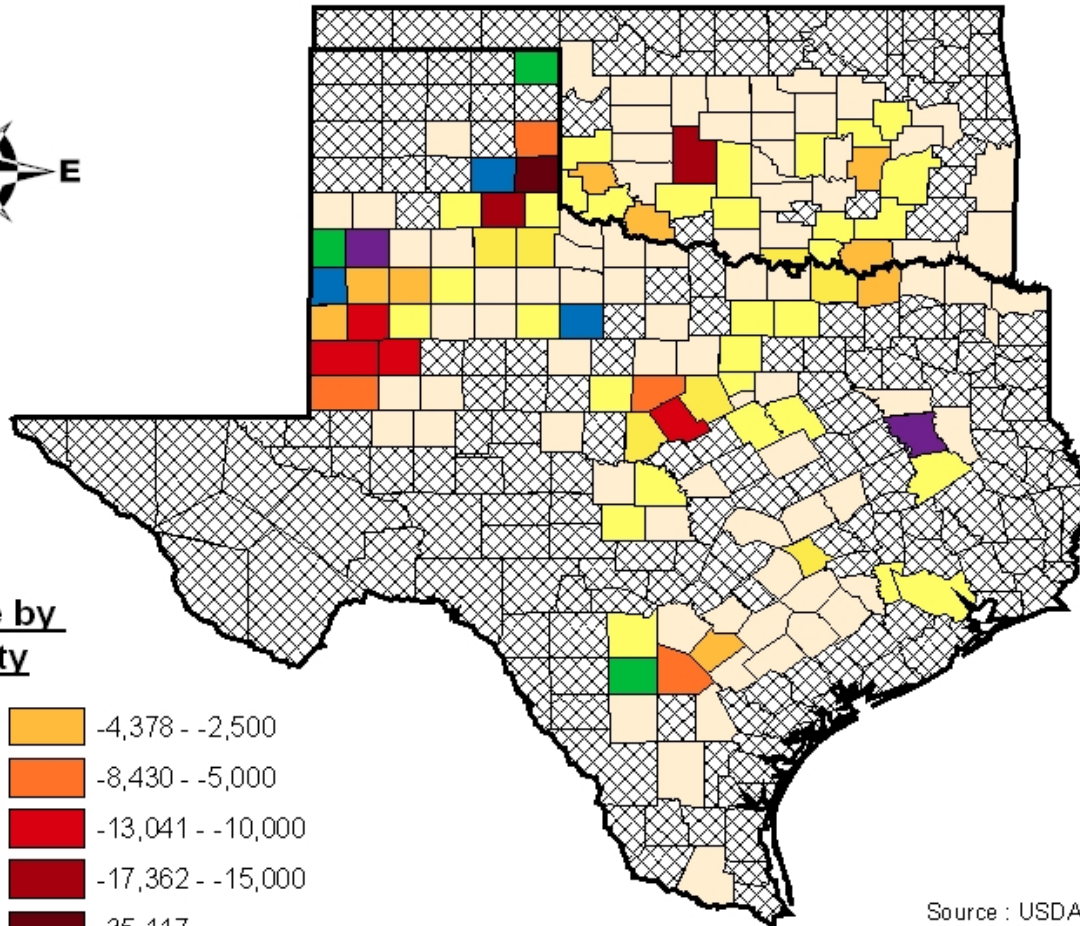 E
by
-4,378 - -2,500
-8,430 - -5,000
-13,041 - -10,000
-17,362 - -15,000
Source : USDA